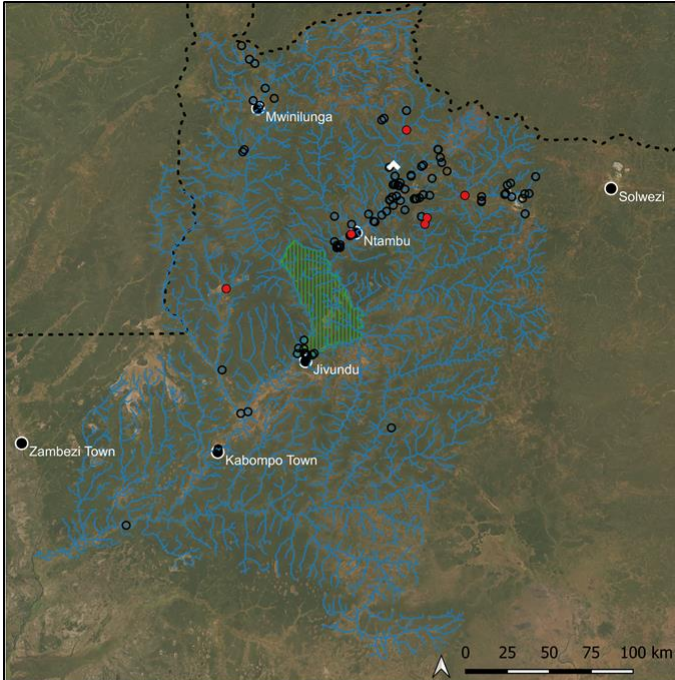 Mwinilunga
Solwezi
Ntambu
Jivundu
Zambezi Town
Kabompo Town
0 25 50 75 100 km